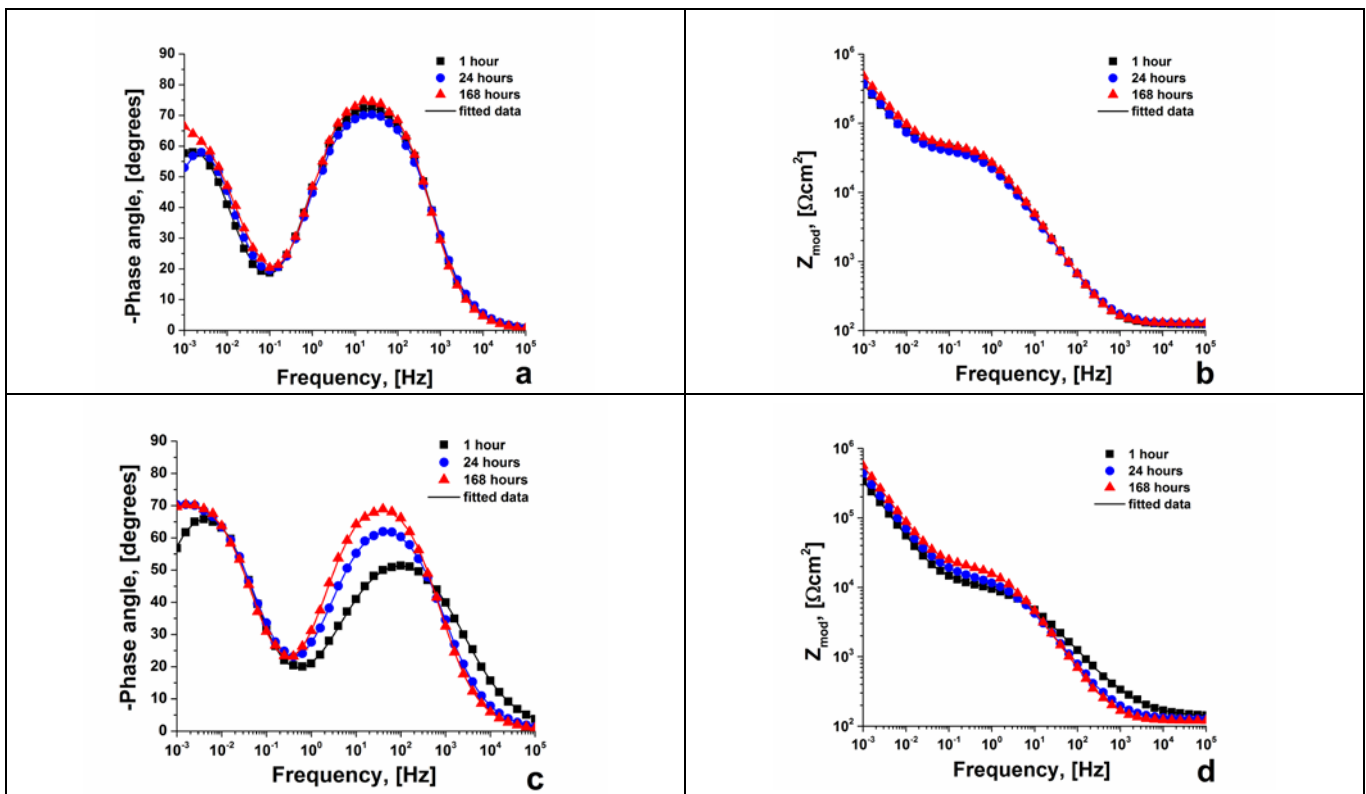 90
80
70
60
50
40
30
20
10
0
-Phase angle, [degrees]
1 hour
24 hours
168 hours
fitted data
10⁻³ 10⁻² 10⁻¹ 10⁰ 10¹ 10² 10³ 10⁴ 10⁵
Frequency, [Hz]
a
10⁶
10⁵
10⁴
10³
10²
Zmod, [Ωcm²]
1 hour
24 hours
168 hours
fitted data
10⁻³ 10⁻² 10⁻¹ 10⁰ 10¹ 10² 10³ 10⁴ 10⁵
Frequency, [Hz]
b
90
80
70
60
50
40
30
20
10
0
-Phase angle, [degrees]
1 hour
24 hours
168 hours
fitted data
10⁻³ 10⁻² 10⁻¹ 10⁰ 10¹ 10² 10³ 10⁴ 10⁵
Frequency, [Hz]
c
10⁶
10⁵
10⁴
10³
10²
Zmod, [Ωcm²]
1 hour
24 hours
168 hours
fitted data
10⁻³ 10⁻² 10⁻¹ 10⁰ 10¹ 10² 10³ 10⁴ 10⁵
Frequency, [Hz]
d